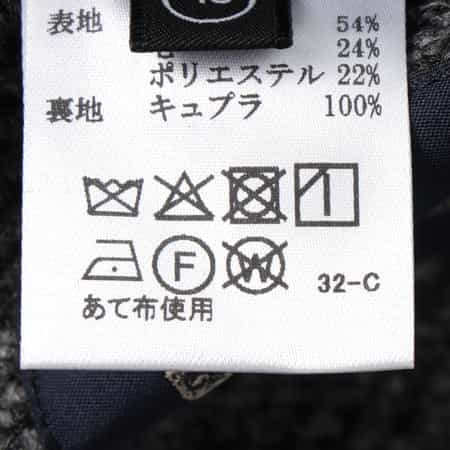 表地 54%
24%
ポリエステル 22%
裏地 キュプラ 100%
F W 32-C
あて布使用